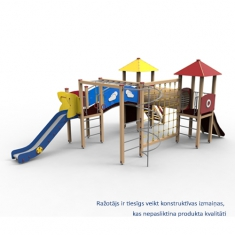 Ražotājs ir tiesīgs veikt konstruktīvas izmaiņas,
kas nepasliktina produkta kvalitāti